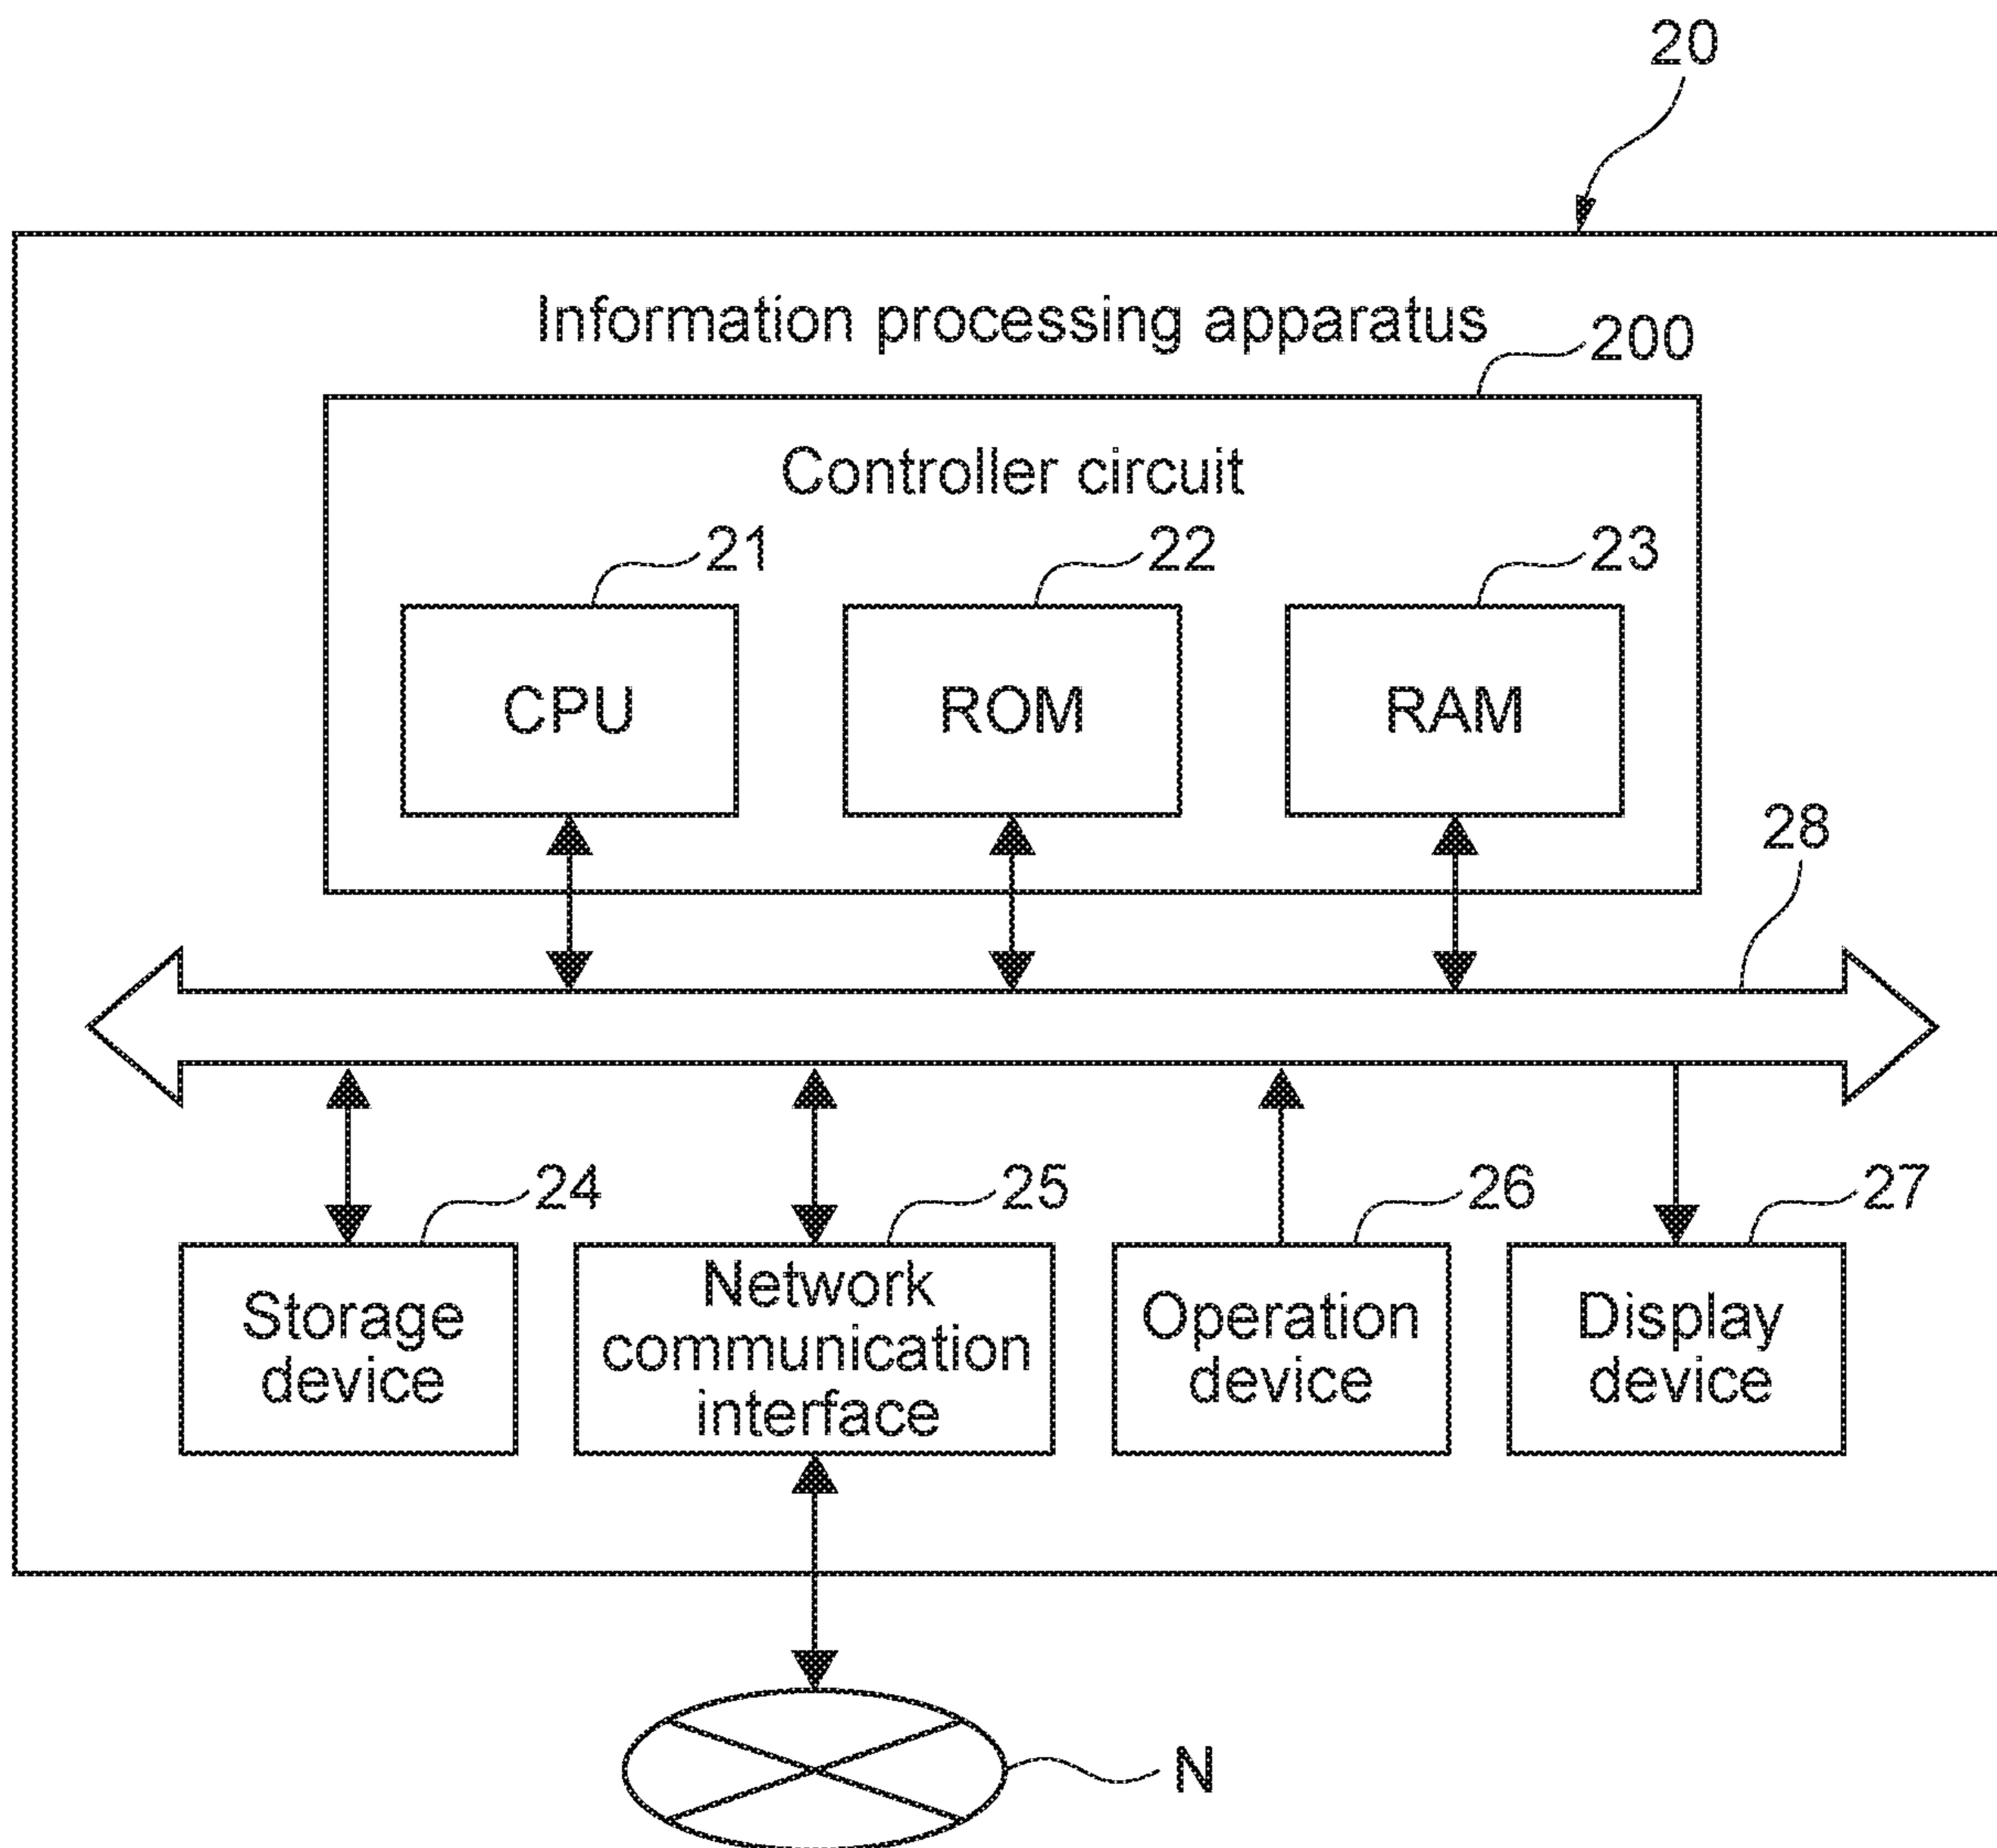 20
Information processing apparatus
200
Controller circuit
21
22
23
CPU
ROM
RAM
28
24
25
26
27
Storage
device
Network
communication
interface
Operation
device
Display
device
N